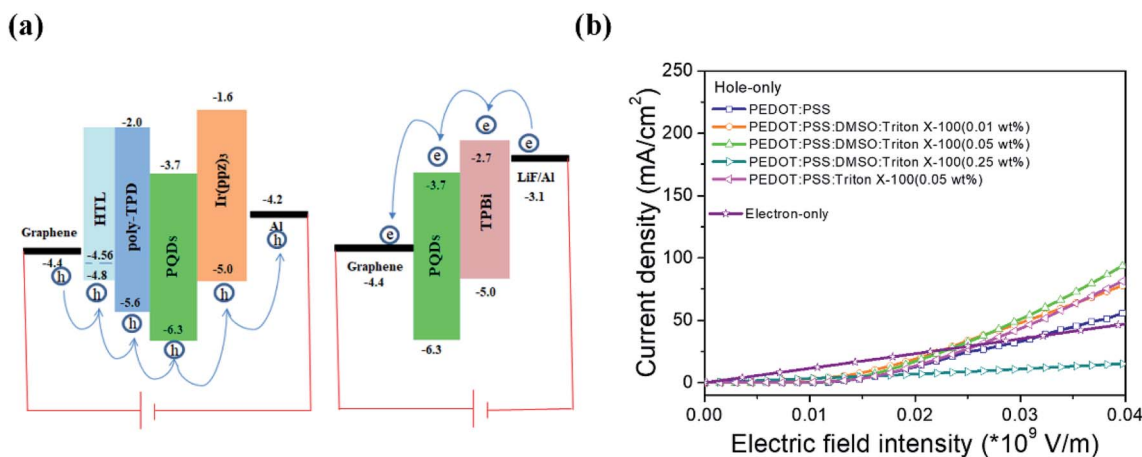 (a)
-2.0
-1.6
-3.7
HTL
poly-TPD
PQDs
Ir(ppz)3
-4.2
Al
Graphene
-4.4
-4.56
-4.8
-5.0
-5.6
-6.3
h
h
h
h
h
h
e
e
e
e
-2.7
-3.7
LiF/Al
-3.1
PQDs
TPBi
Graphene
-4.4
-5.0
-6.3
(b)
Current density (mA/cm2)
250
200
150
100
50
0
Hole-only
PEDOT:PSS
PEDOT:PSS:DMSO:Triton X-100(0.01 wt%)
PEDOT:PSS:DMSO:Triton X-100(0.05 wt%)
PEDOT:PSS:DMSO:Triton X-100(0.25 wt%)
PEDOT:PSS:Triton X-100(0.05 wt%)
Electron-only
0.00 0.01 0.02 0.03 0.04
Electric field intensity (*10^9 V/m)